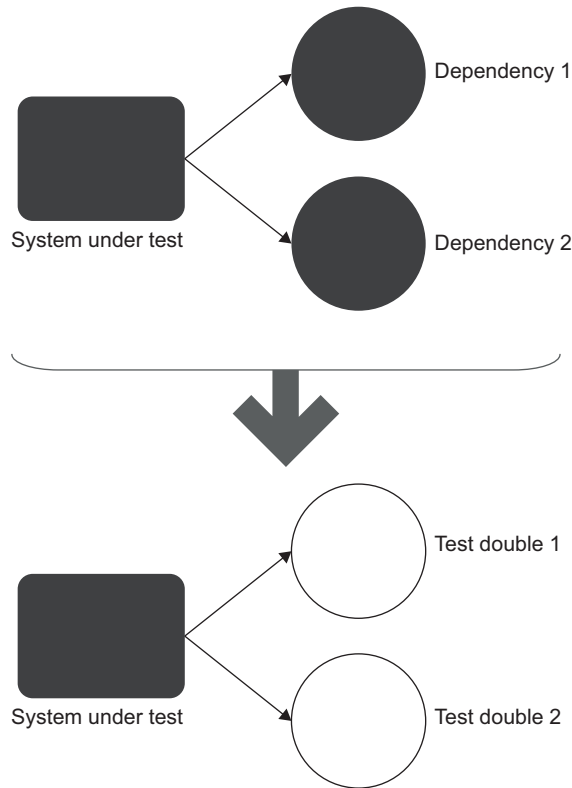 Dependency 1
System under test
Dependency 2
Test double 1
System under test
Test double 2